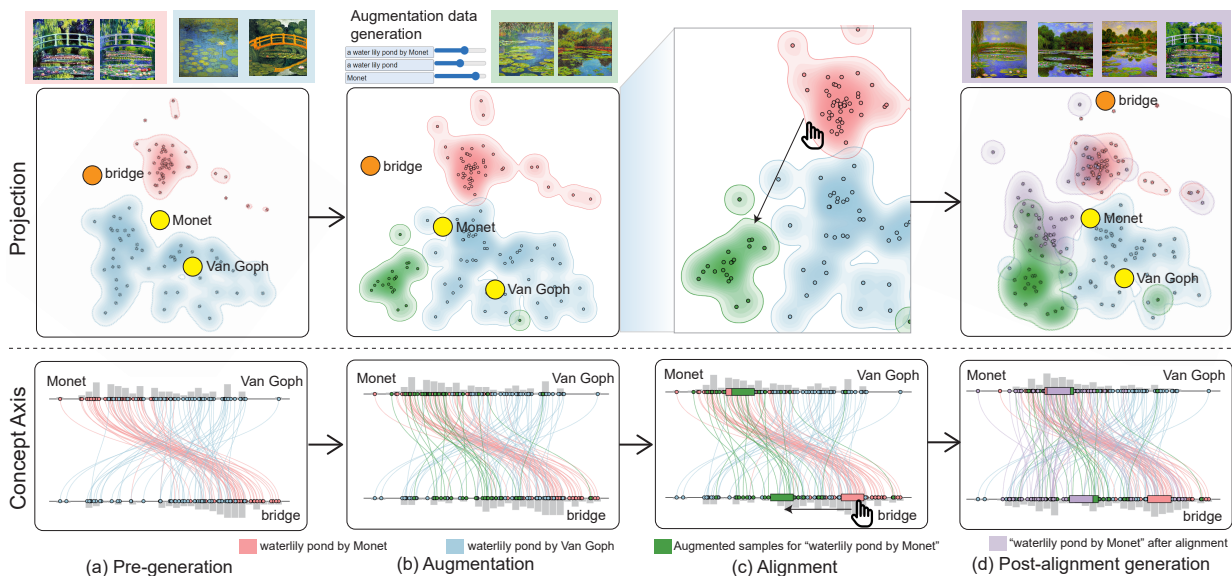 Augmentation data
generation
a water lily pond by Monet
a water lily pond
Monet
Projection
bridge
Monet
Van Goph
bridge
Monet
Van Goph
bridge
Monet
Van Goph
Concept Axis
Monet
Van Goph
bridge
Monet
Van Goph
bridge
Monet
Van Goph
bridge
Monet
Van Goph
bridge
waterlily pond by Monet
waterlily pond by Van Goph
Augmented samples for “waterlily pond by Monet”
“waterlily pond by Monet” after alignment
(a) Pre-generation
(b) Augmentation
(c) Alignment
(d) Post-alignment generation